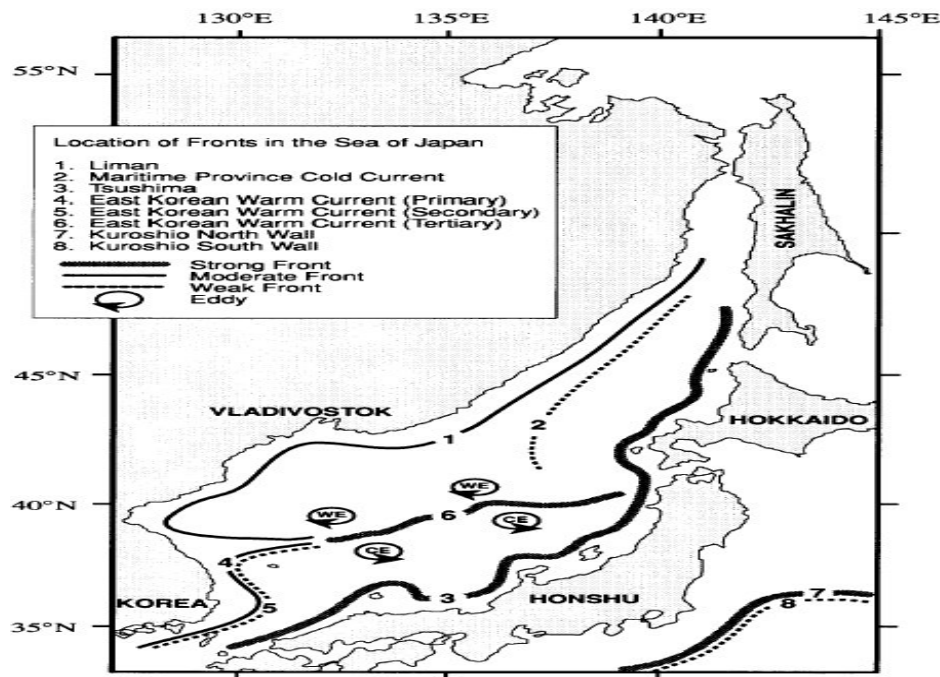 130°E 135°E 140°E 145°E
55°N
Location of Fronts in the Sea of Japan
1. Liman
2. Maritime Province Cold Current
3. Tsushima
4. East Korean Warm Current (Primary)
5. East Korean Warm Current (Secondary)
6. East Korean Warm Current (Tertiary)
7. Kuroshio North Wall
8. Kuroshio South Wall
Strong Front
Moderate Front
Weak Front
Eddy
SAKHALIN
45°N
VLADIVOSTOK
HOKKAIDO
1
2
40°N
WE
WE
6
CE
CE
4
KOREA
5
3
HONSHU
7
8
35°N